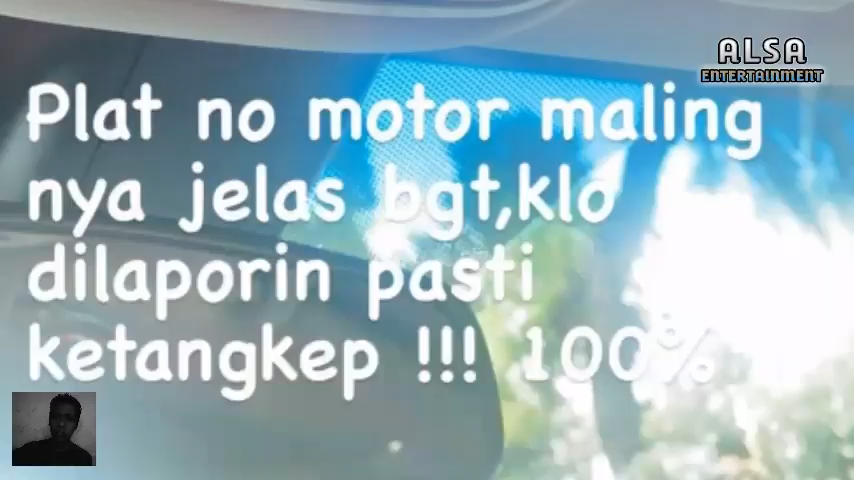 ALSA
ENTERTAINMENT
Plat no motor maling
nya jelas bgt,klo
dilaporin pasti
ketangkep !!! 100%